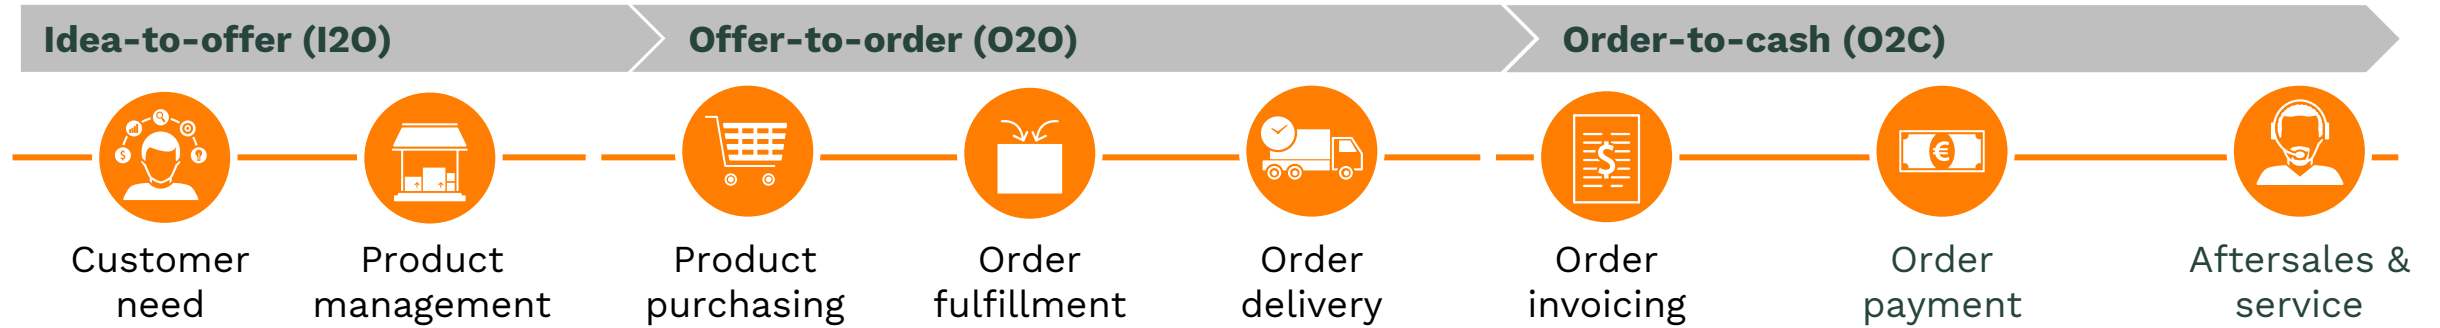 Idea-to-offer (I2O)
Offer-to-order (O2O)
Order-to-cash (O2C)
$
$
€
Customer
need
Product
management
Product
purchasing
Order
fulfillment
Order
delivery
Order
invoicing
Order
payment
Aftersales &
service